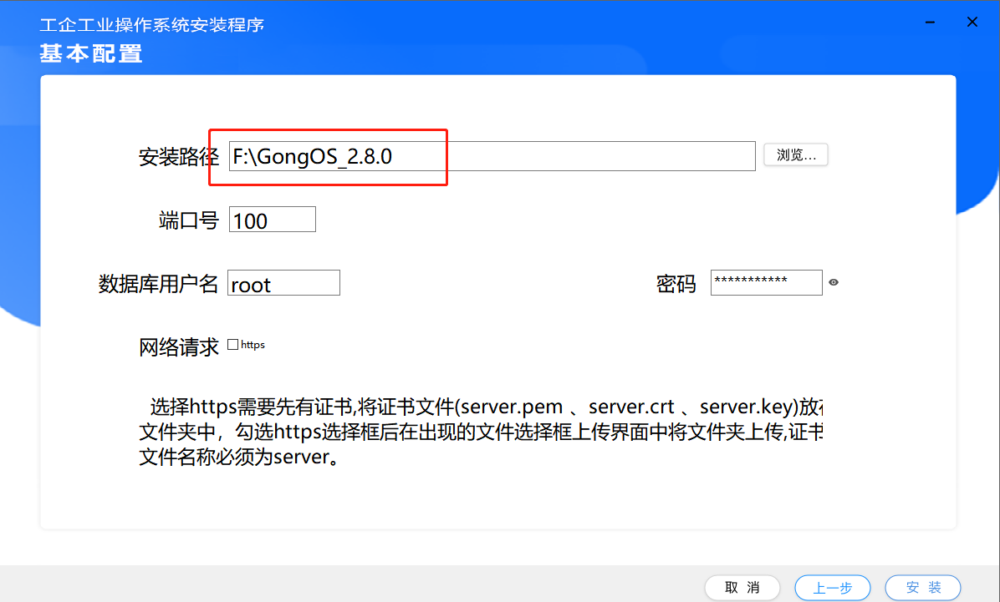 工企工业操作系统安装程序
基本配置
安装路径 F:\GongOS_2.8.0 浏览...
端口号 100
数据库用户名 root 密码 ***********
网络请求 https
选择https需要先有证书,将证书文件(server.pem 、server.crt 、server.key)放在
文件夹中，勾选https选择框后在出现的文件选择框上传界面中将文件夹上传,证书
文件名称必须为server。
取 消 上一步 安 装